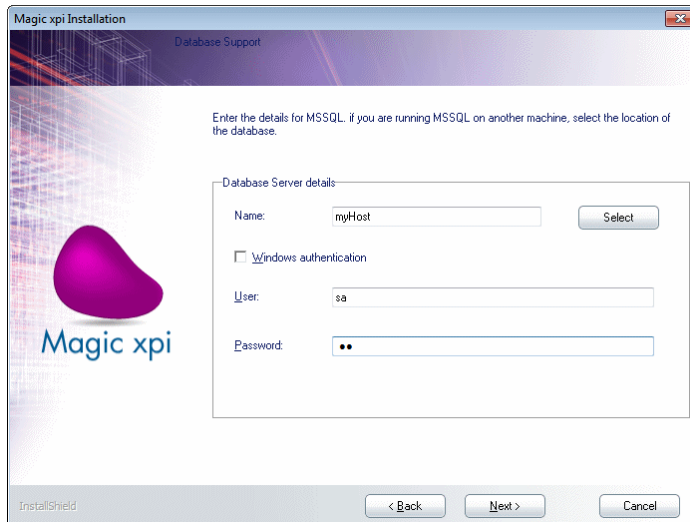 Magic xpi Installation
Database Support
Enter the details for MSSQL. if you are running MSSQL on another machine, select the location of
the database.
Database Server details
Name:
myHost
Select
Windows authentication
User:
sa
Password:
●●
Magic xpi
InstallShield
< Back
Next >
Cancel